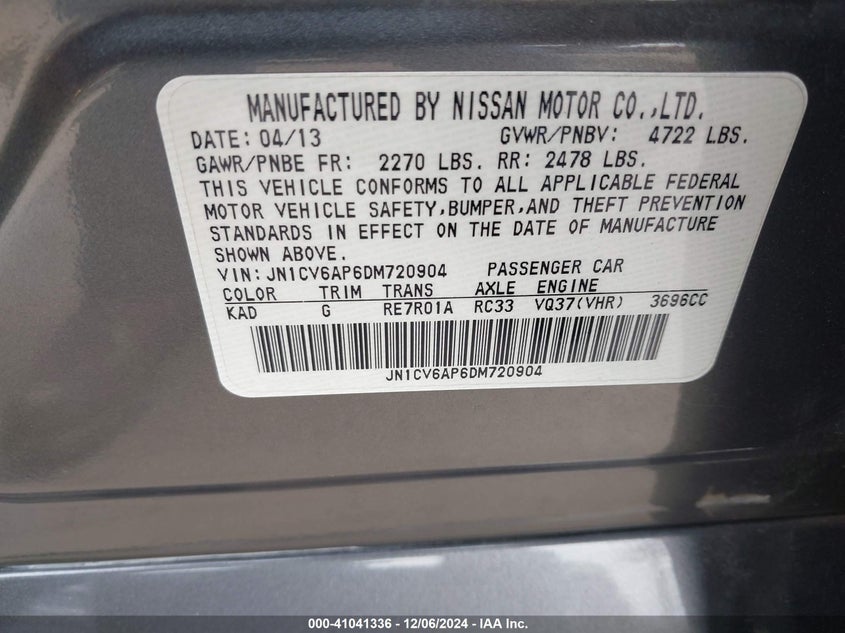 MANUFACTURED BY NISSAN MOTOR CO.,LTD.
DATE: 04/13 GVWR/PNBV: 4722 LBS.
GAWR/PNBE FR: 2270 LBS. RR: 2478 LBS.
THIS VEHICLE CONFORMS TO ALL APPLICABLE FEDERAL
MOTOR VEHICLE SAFETY,BUMPER,AND THEFT PREVENTION
STANDARDS IN EFFECT ON THE DATE OF MANUFACTURE
SHOWN ABOVE.
VIN: JN1CV6AP6DM720904 PASSENGER CAR
COLOR TRIM TRANS AXLE ENGINE
KAD G RE7R01A RC33 VQ37(VHR) 3696CC
JN1CV6AP6DM720904
000-41041336 - 12/06/2024 - IAA Inc.